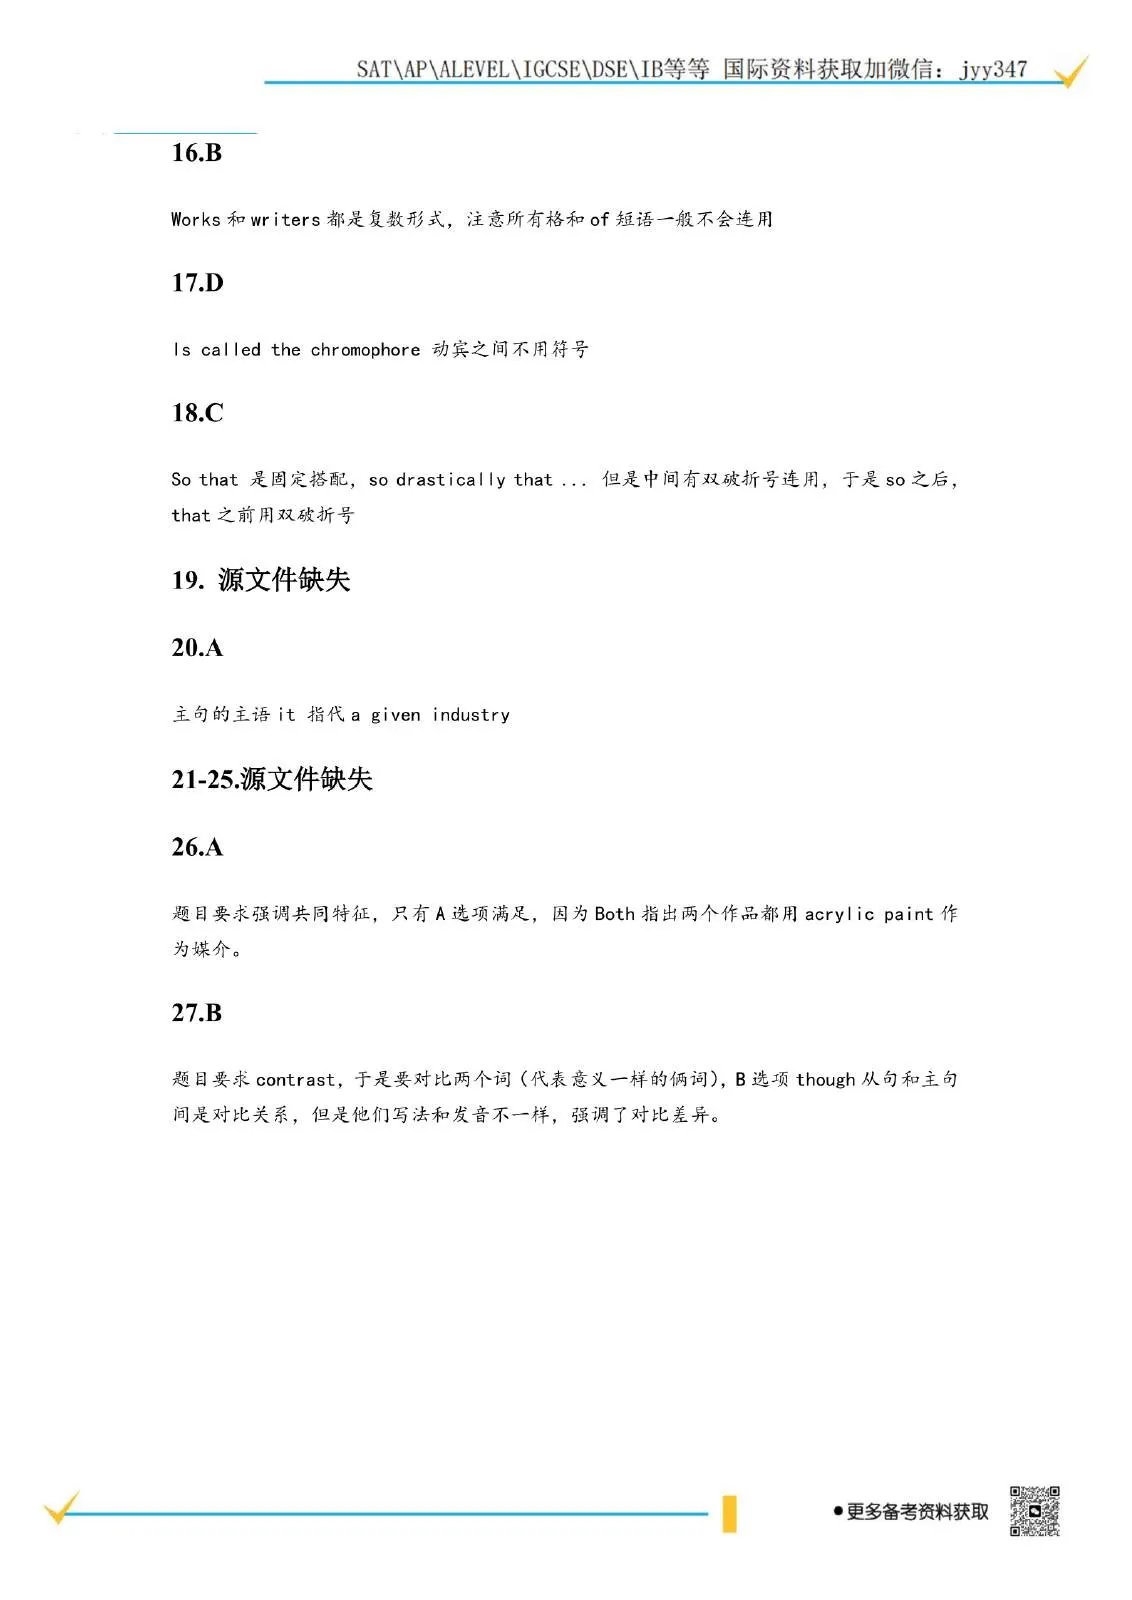 SAT\AP\ALEVEL\IGCSE\DSE\IB等等 国际资料获取加微信：jyy347
16.B
Works 和 writers 都是复数形式，注意所有格和 of 短语一般不会连用
17.D
Is called the chromophore 动宾之间不用符号
18.C
So that 是固定搭配，so drastically that ... 但是中间有双破折号连用，于是 so 之后，
that 之前用双破折号
19. 源文件缺失
20.A
主句的主语 it 指代 a given industry
21-25.源文件缺失
26.A
题目要求强调共同特征，只有 A 选项满足，因为 Both 指出两个作品都用 acrylic paint 作
为媒介。
27.B
题目要求 contrast，于是要对比两个词（代表意义一样的俩词），B 选项 though 从句和主句
间是对比关系，但是他们写法和发音不一样，强调了对比差异。
●更多备考资料获取